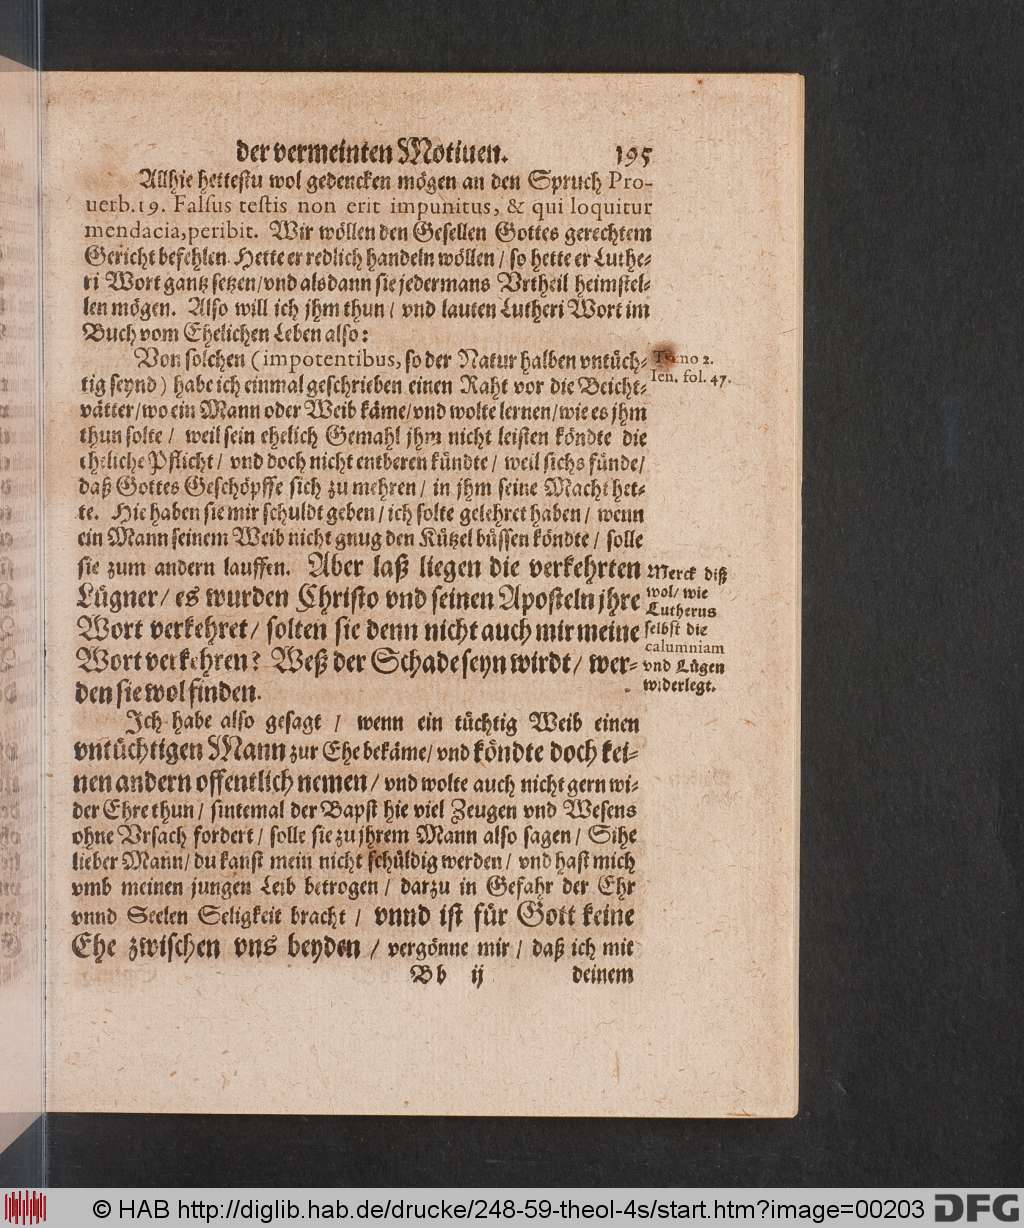 der vermeinten Motiuen. 195
Allhie hettestu wol gedencken mögen an den Spruch Pro-
uerb. 19. Falsus testis non erit impunitus, & qui loquitur
mendacia, peribit. Wir wöllen den Gesellen Gottes gerechtem
Gericht befehlen. Hette er redlich handeln wöllen / so hette er Luthe-
ri Wort gantz setzen / vnd alsdann sie jedermans Vrtheil heimstel-
len mögen. Also will ich jhm thun / vnd lauten Lutheri Wort im
Buch vom Ehelichen Leben also:
Von solchen (impotentibus, so der Natur halben vntüch-
Tomo 2.
tig seynd) habe ich einmal geschrieben einen Raht vor die Beicht-
Ien. fol. 47.
vätter / wo ein Mann oder Weib käme / vnd wolte lernen / wie es jhm
thun solte / weil sein ehelich Gemahl jhm nicht leisten köndte die
eheliche Pflicht / vnd doch nicht entberen kündte / weil sichs fünde /
daß Gottes Geschöpffe sich zu mehren / in jhm seine Macht het-
te. Hie haben sie mir schuldt geben / ich solte gelehret haben / wenn
ein Mann seinem Weib nicht gnug den Kützel büssen köndte / solle
sie zum andern lauffen. Aber laß liegen die verkehrten
Merck diß
Lügner / es wurden Christo vnd seinen Aposteln jhre
wol / wie
Lutherus
Wort verkehret / solten sie denn nicht auch mir meine
selbst die
calumniam
Wort verkehren? Weß der Schade seyn wirdt / wer-
vnd Lügen
den sie wol finden.
widerlegt.
Ich habe also gesagt / wenn ein tüchtig Weib einen
vntüchtigen Mann zur Ehe bekäme / vnd köndte doch kei-
nen andern offentlich nemen / vnd wolte auch nicht gern wi-
der Ehre thun / sintemal der Bapst hie viel Zeugen vnd Wesens
ohne Vrsach fordert / solle sie zu jhrem Mann also sagen / Sihe
lieber Mann / du kanst mein nicht schüldig werden / vnd hast mich
vmb meinen jungen Leib betrogen / darzu in Gefahr der Ehr
vnnd Seelen Seligkeit bracht / vnnd ist für Gott keine
Ehe zwischen vns beyden / vergönne mir / daß ich mit
Bb ij deinem
© HAB http://diglib.hab.de/drucke/248-59-theol-4s/start.htm?image=00203 DFG